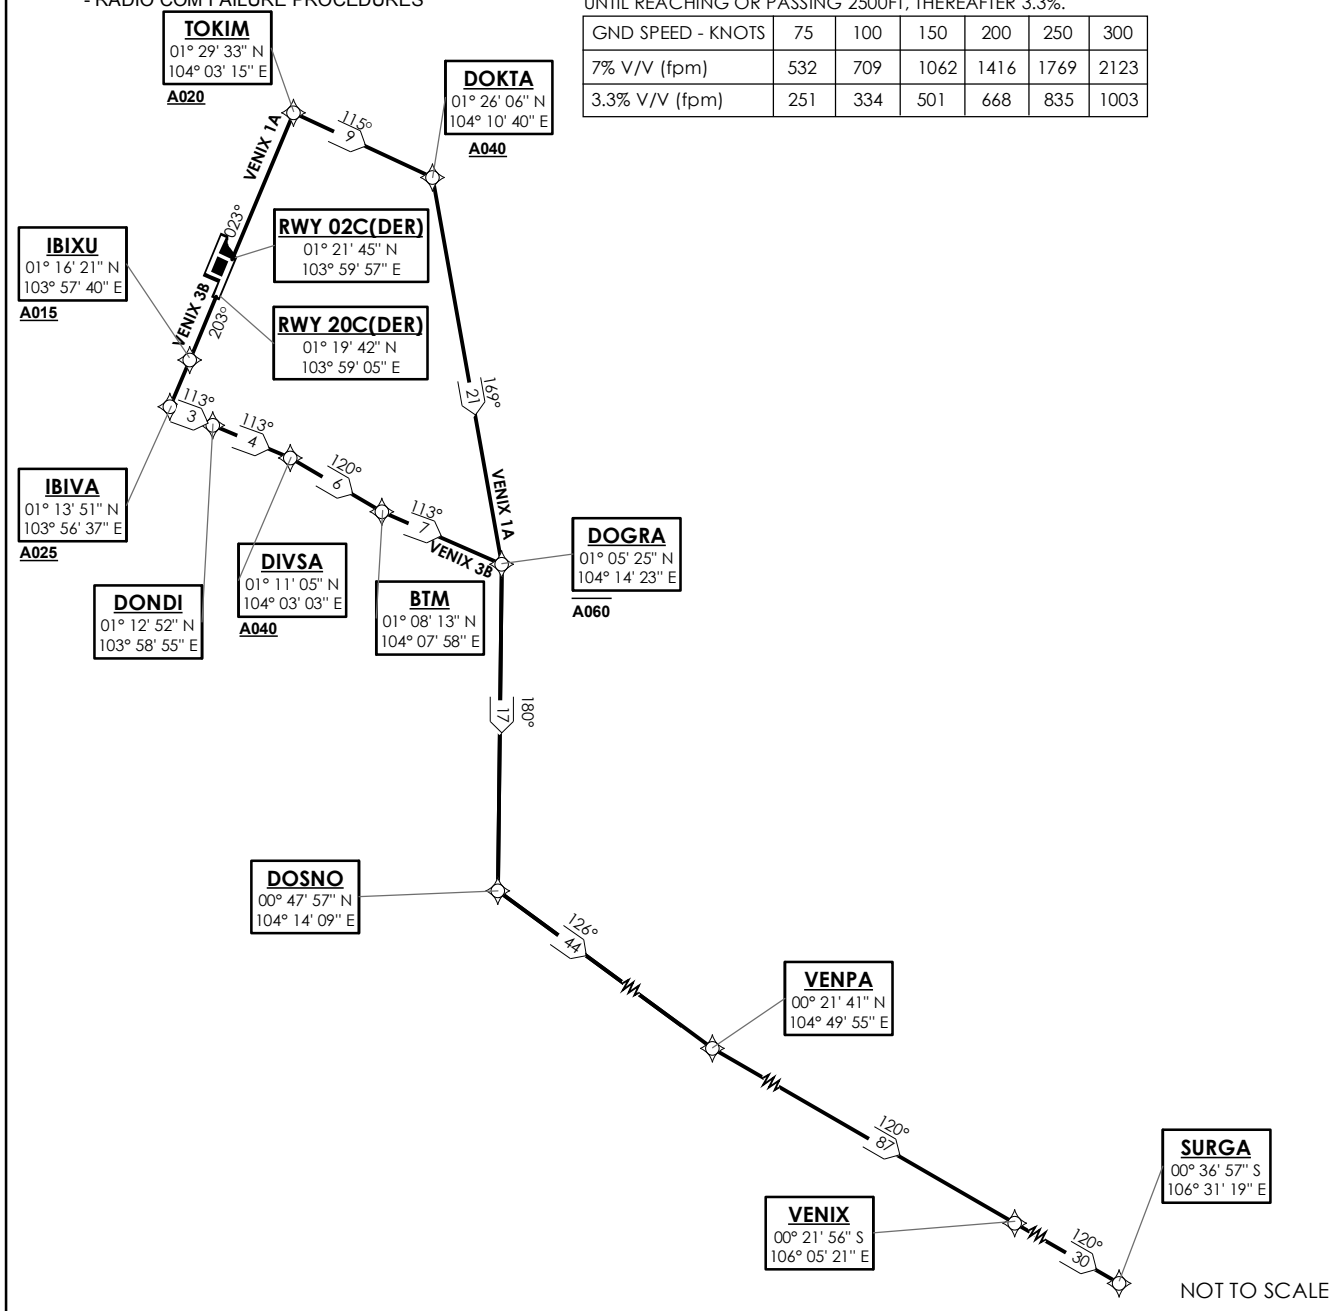 - RADIO COM FAILURE PROCEDURES
UNTIL REACHING OR PASSING 2500FT, THEREAFTER 3.3%.
GND SPEED - KNOTS 75 100 150 200 250 300
7% V/V (fpm) 532 709 1062 1416 1769 2123
3.3% V/V (fpm) 251 334 501 668 835 1003
TOKIM
01° 29' 33" N
104° 03' 15" E
A020
DOKTA
01° 26' 06" N
104° 10' 40" E
A040
115°
9
VENIX 1A
023°
RWY 02C(DER)
01° 21' 45" N
103° 59' 57" E
IBIXU
01° 16' 21" N
103° 57' 40" E
A015
VENIX 3B
203°
RWY 20C(DER)
01° 19' 42" N
103° 59' 05" E
169°
21
113°
3
113°
4
120°
6
113°
7
VENIX 1A
VENIX 3B
IBIVA
01° 13' 51" N
103° 56' 37" E
A025
DOGRA
01° 05' 25" N
104° 14' 23" E
A060
DIVSA
01° 11' 05" N
104° 03' 03" E
A040
DONDI
01° 12' 52" N
103° 58' 55" E
BTM
01° 08' 13" N
104° 07' 58" E
180°
17
DOSNO
00° 47' 57" N
104° 14' 09" E
126°
44
VENPA
00° 21' 41" N
104° 49' 55" E
120°
87
SURGA
00° 36' 57" S
106° 31' 19" E
VENIX
00° 21' 56" S
106° 05' 21" E
120°
30
NOT TO SCALE